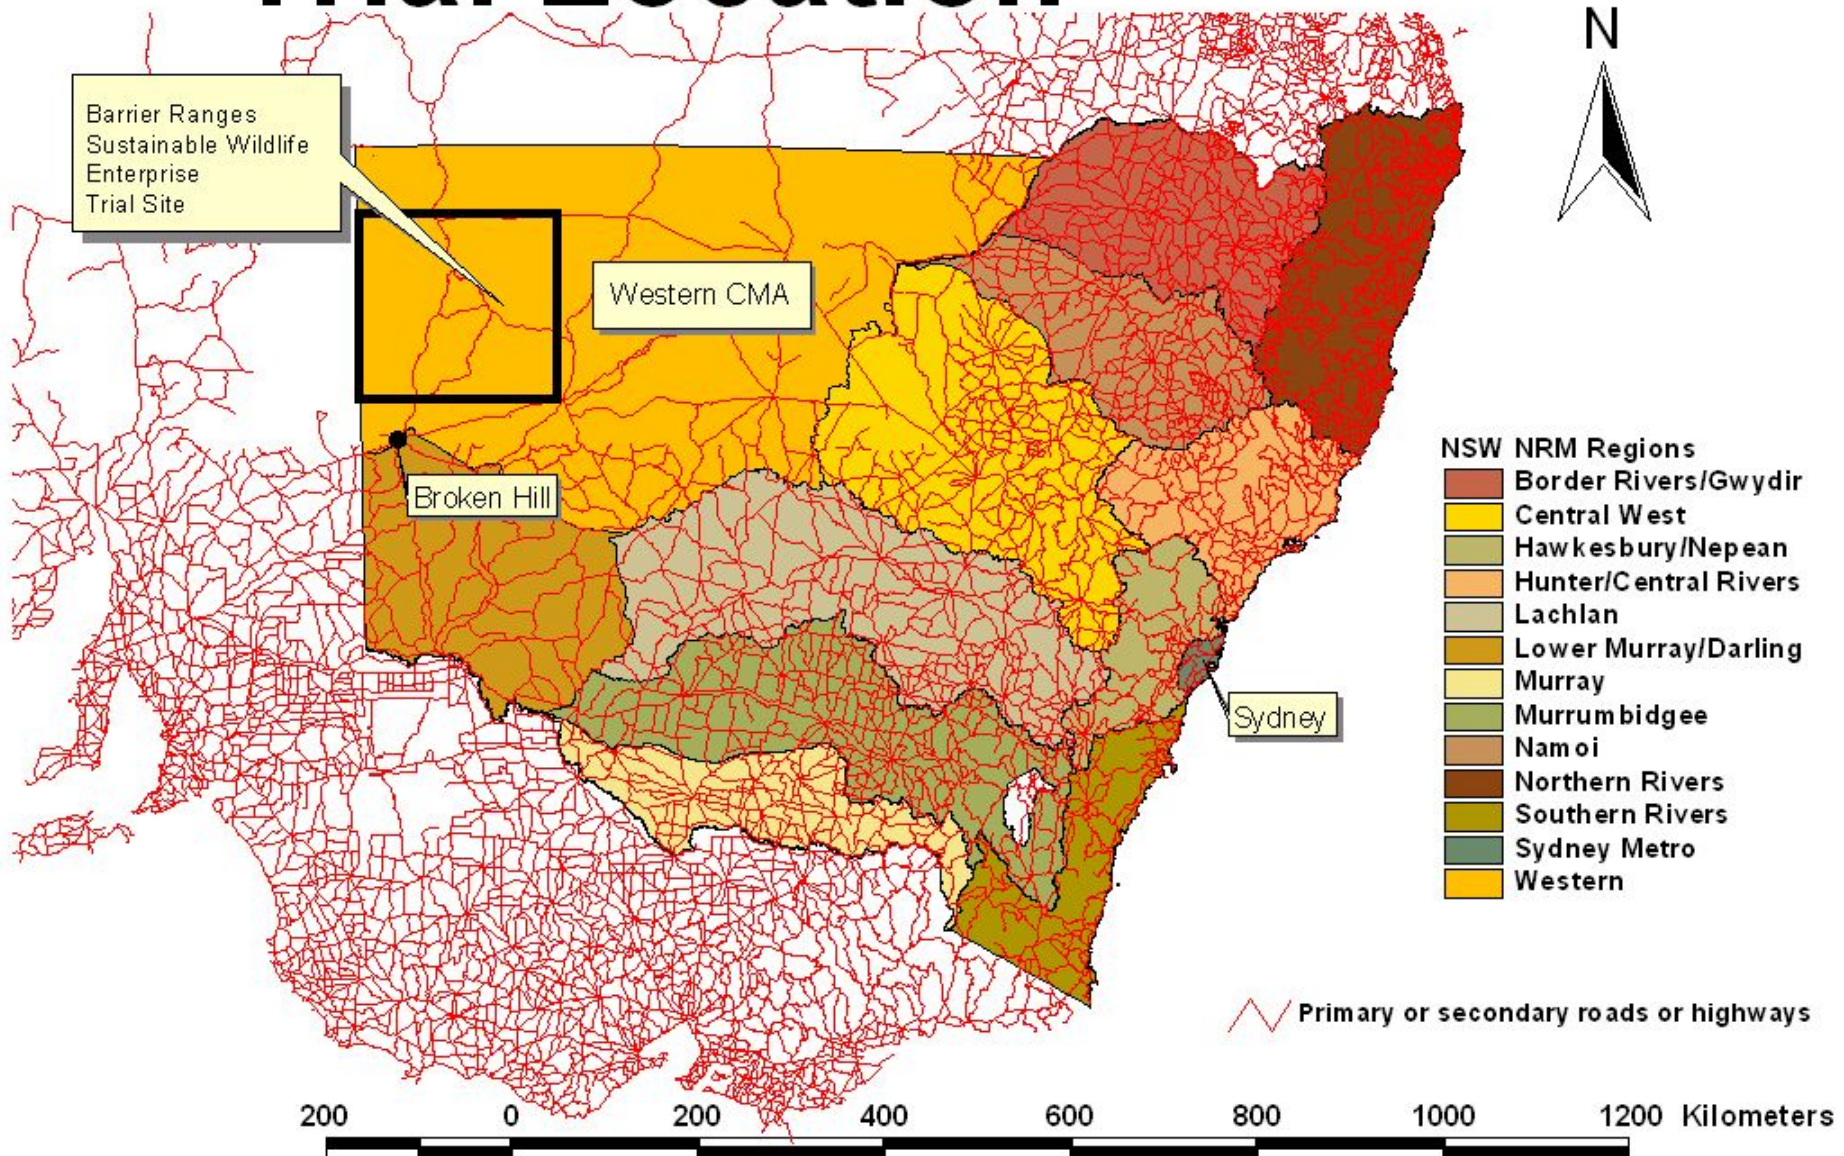 Trial Location
N
Barrier Ranges
Sustainable Wildlife
Enterprise
Trial Site
Western CMA
Broken Hill
Sydney
NSW NRM Regions
Border Rivers/Gwydir
Central West
Hawkesbury/Nepean
Hunter/Central Rivers
Lachlan
Lower Murray/Darling
Murray
Murrumbidgee
Namoi
Northern Rivers
Southern Rivers
Sydney Metro
Western
Primary or secondary roads or highways
200 0 200 400 600 800 1000 1200 Kilometers